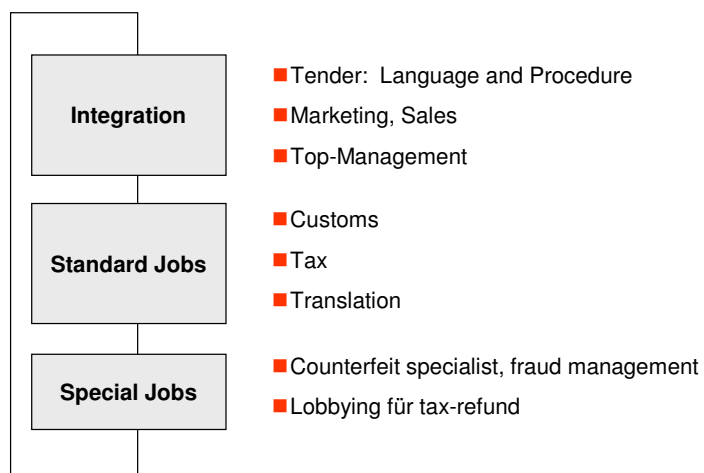 Integration
Tender: Language and Procedure
Marketing, Sales
Top-Management
Standard Jobs
Customs
Tax
Translation
Special Jobs
Counterfeit specialist, fraud management
Lobbying für tax-refund